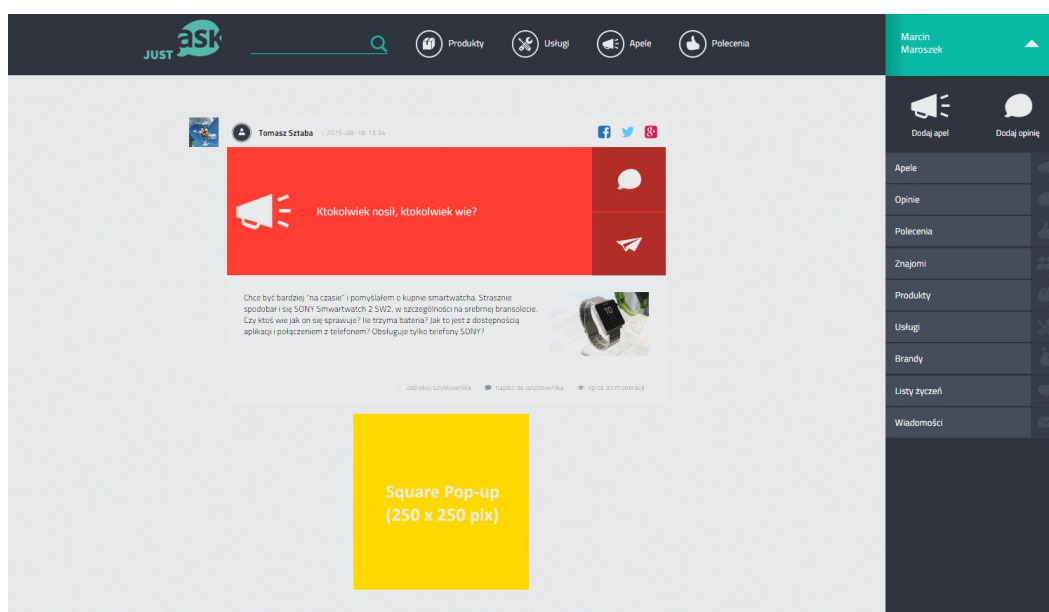 JUST ask
Produkty
Usługi
Apele
Polecenia
Marcin
Maroszek
Dodaj apel
Dodaj opinię
Tomasz Sztaba | 2015-08-18 13:34
Ktokolwiek nosił, ktokolwiek wie?
Chce być bardziej "na czasie" i pomyślałem o kupnie smartwatcha. Strasznie
spodobał i się SONY Smwartwatch 2 SW2, w szczególności na srebrnej bransolecie.
Czy ktoś wie jak on się sprawuje? Ile trzyma bateria? Jak to jest z dostępnością
aplikacji i połączeniem z telefonem? Obsługuje tylko telefony SONY?
10
zablokuj użytkownika
napisz do użytkownika
zgłoś do moderacji
Square Pop-up
(250 x 250 pix)
Apele
Opinie
Polecenia
Znajomi
Produkty
Usługi
Brandy
Listy życzeń
Wiadomości